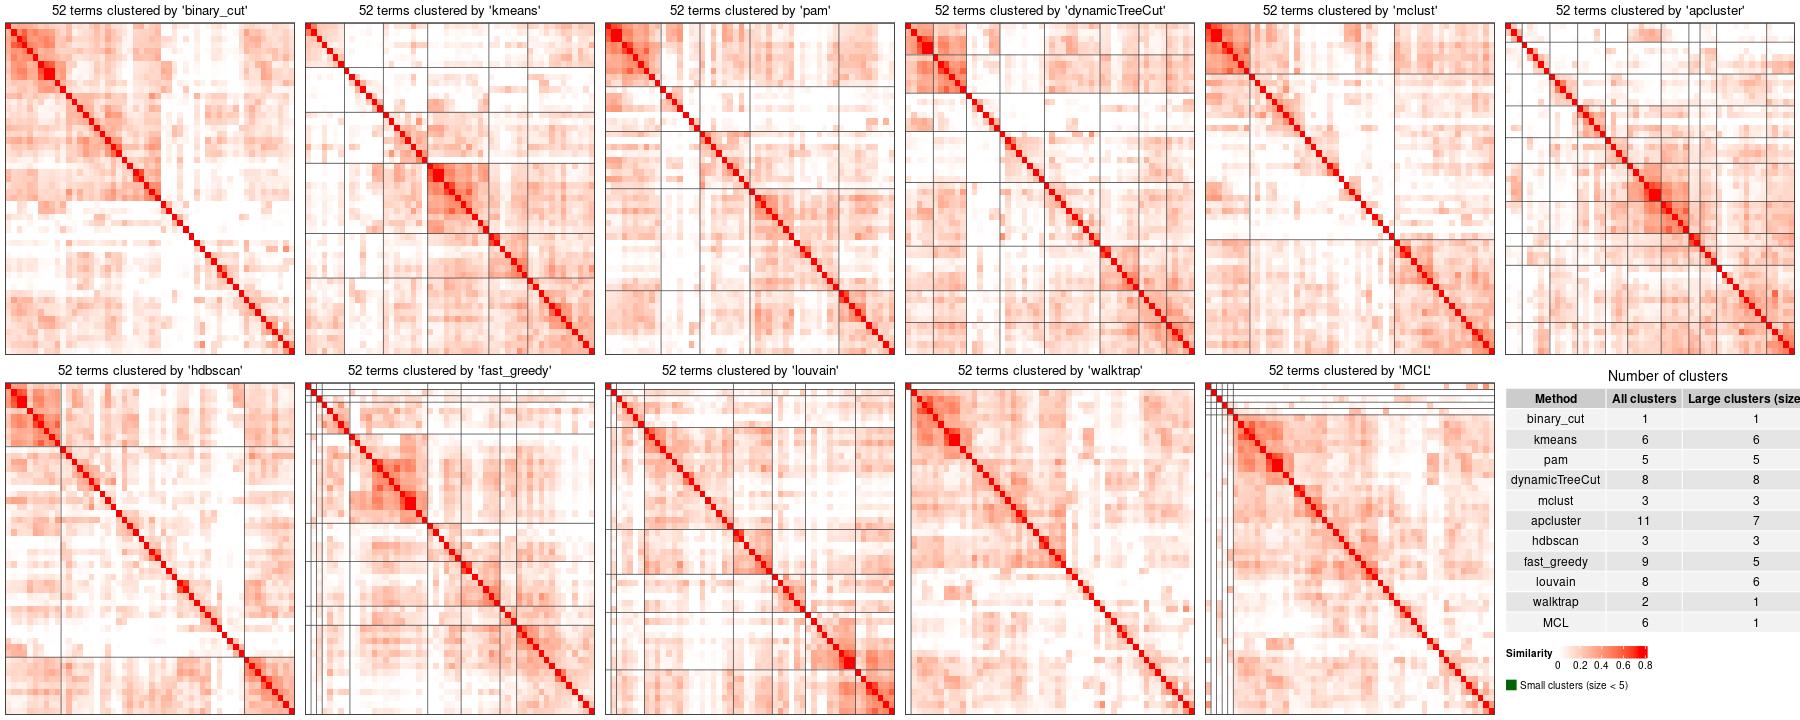 52 terms clustered by 'binary_cut'
52 terms clustered by 'kmeans'
52 terms clustered by 'pam'
52 terms clustered by 'dynamicTreeCut'
52 terms clustered by 'mclust'
52 terms clustered by 'apcluster'
52 terms clustered by 'hdbscan'
52 terms clustered by 'fast_greedy'
52 terms clustered by 'louvain'
52 terms clustered by 'walktrap'
52 terms clustered by 'MCL'
Number of clusters
Method All clusters Large clusters (size
binary_cut 1 1
kmeans 6 6
pam 5 5
dynamicTreeCut 8 8
mclust 3 3
apcluster 11 7
hdbscan 3 3
fast_greedy 9 5
louvain 8 6
walktrap 2 1
MCL 6 1
Similarity
0 0.2 0.4 0.6 0.8
Small clusters (size < 5)